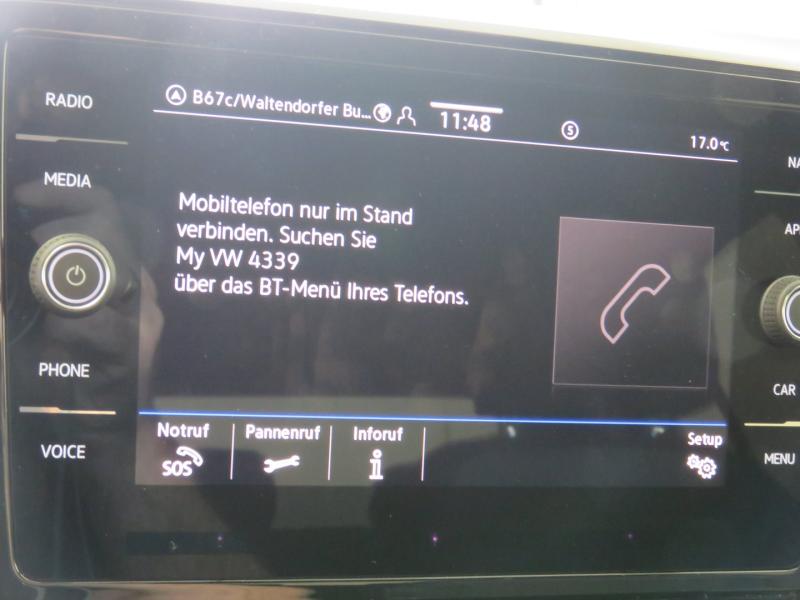 RADIO
B67c/Waltendorfer Bu...
11:48
S
17.0°C
MEDIA
Mobiltelefon nur im Stand
verbinden. Suchen Sie
My VW 4339
über das BT-Menü Ihres Telefons.
PHONE
CAR
Notruf
SOS
Pannenruf
Inforuf
i
Setup
VOICE
MENU